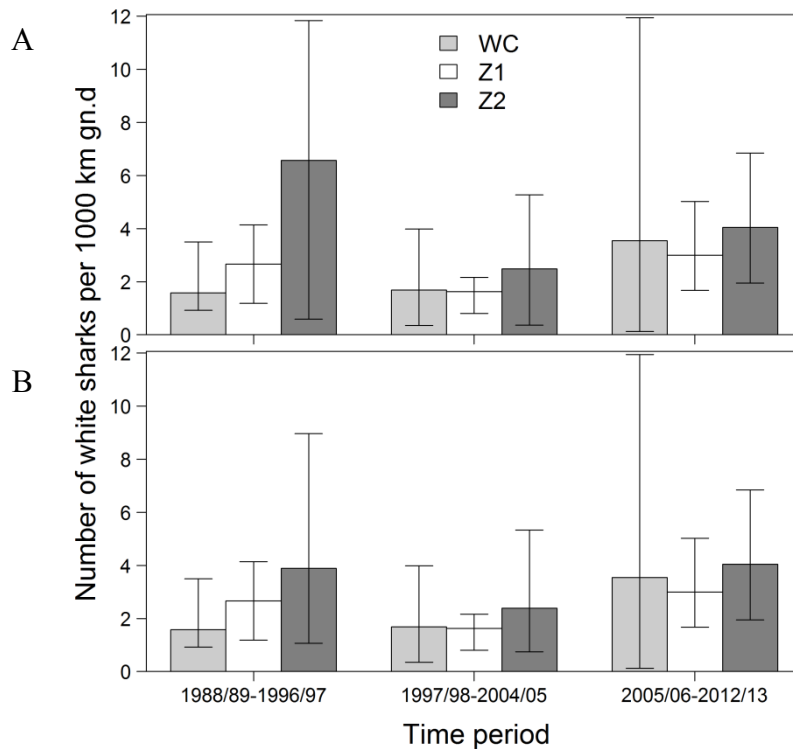 A
12
10
8
6
4
2
0
WC
Z1
Z2
B
12
10
8
6
4
2
0
Number of white sharks per 1000 km gn.d
1988/89-1996/97
1997/98-2004/05
2005/06-2012/13
Time period